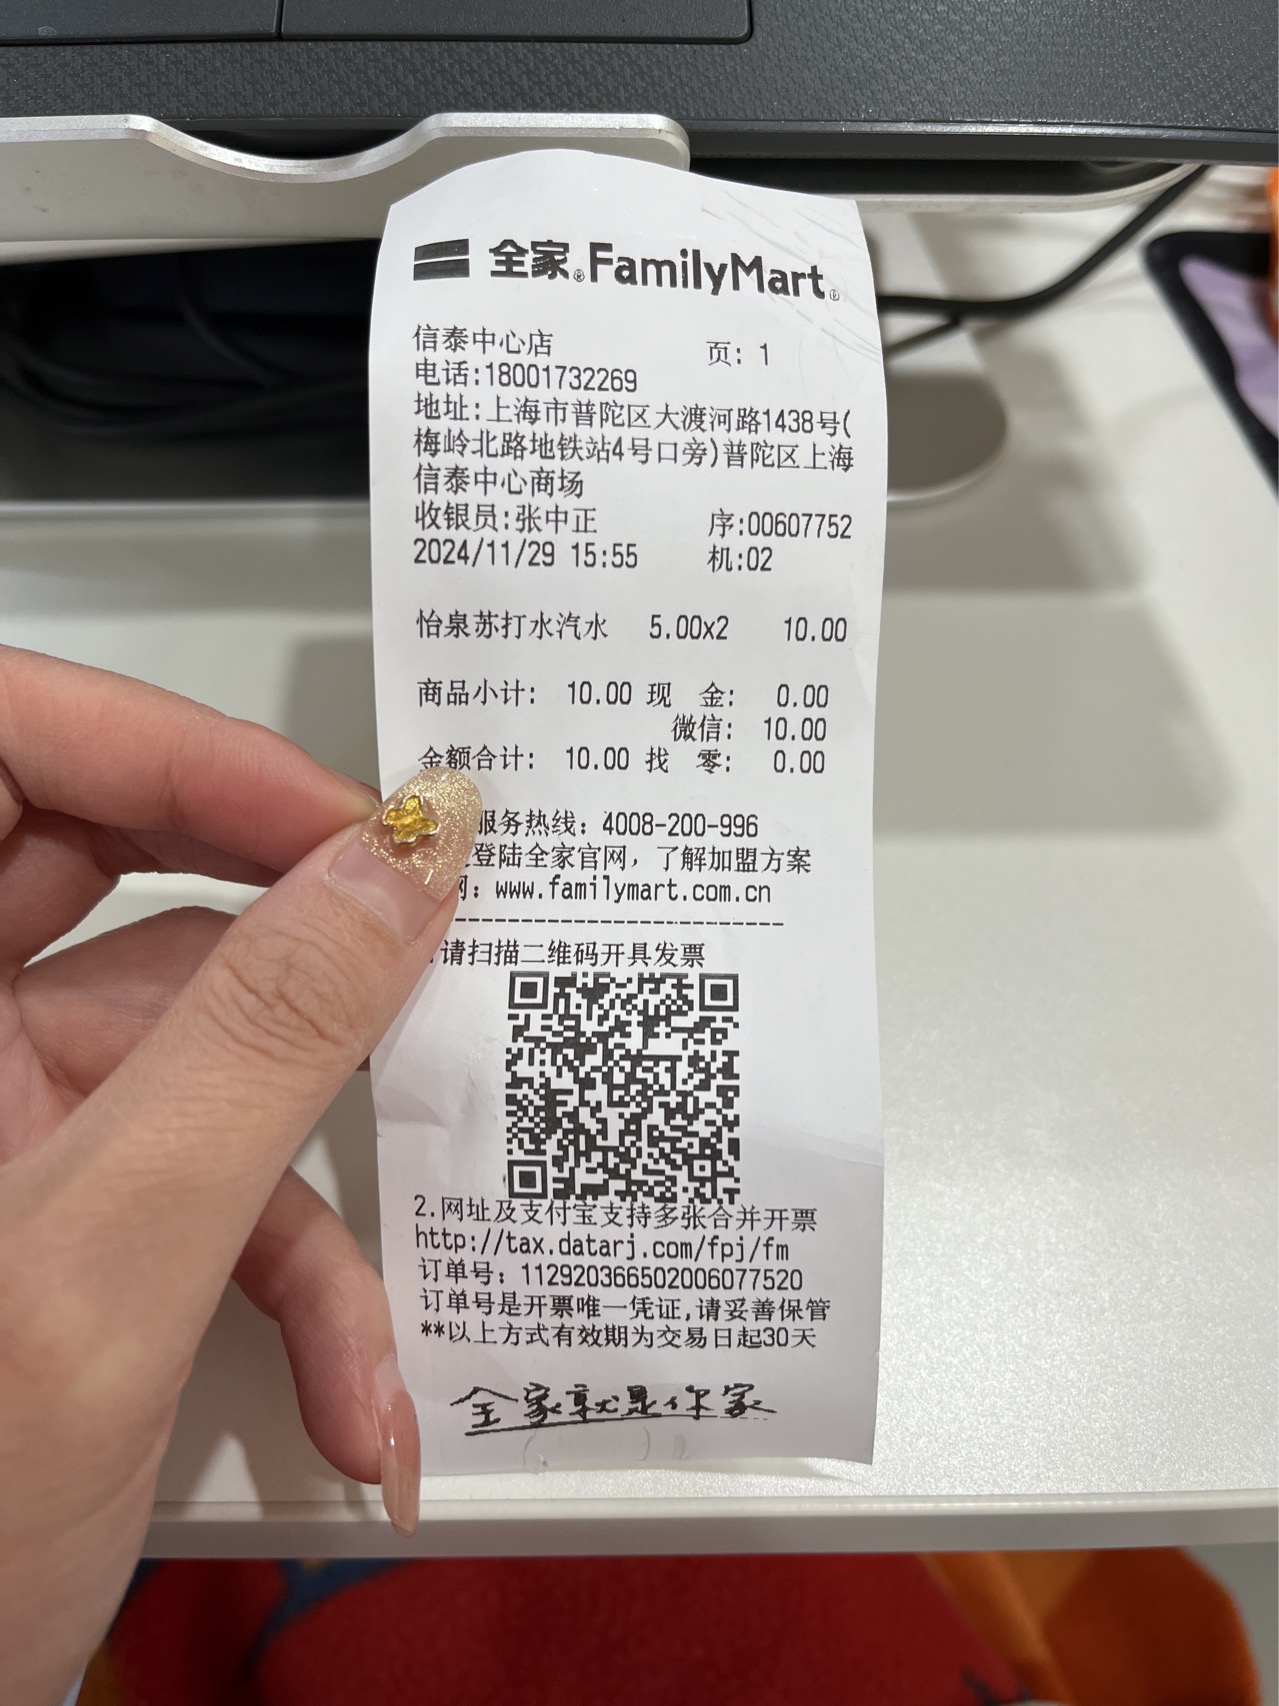 全家®FamilyMart®
信泰中心店 页: 1
电话:18001732269
地址:上海市普陀区大渡河路1438号(
梅岭北路地铁站4号口旁)普陀区上海
信泰中心商场
收银员:张中正 序:00607752
2024/11/29 15:55 机:02
怡泉苏打水汽水 5.00x2 10.00
商品小计: 10.00 现 金: 0.00
微信: 10.00
金额合计: 10.00 找 零: 0.00
服务热线: 4008-200-996
登陆全家官网，了解加盟方案
网: www.familymart.com.cn
请扫描二维码开具发票
2.网址及支付宝支持多张合并开票
http://tax.datarj.com/fpj/fm
订单号: 112920366502006077520
订单号是开票唯一凭证,请妥善保管
**以上方式有效期为交易日起30天
全家就是你家